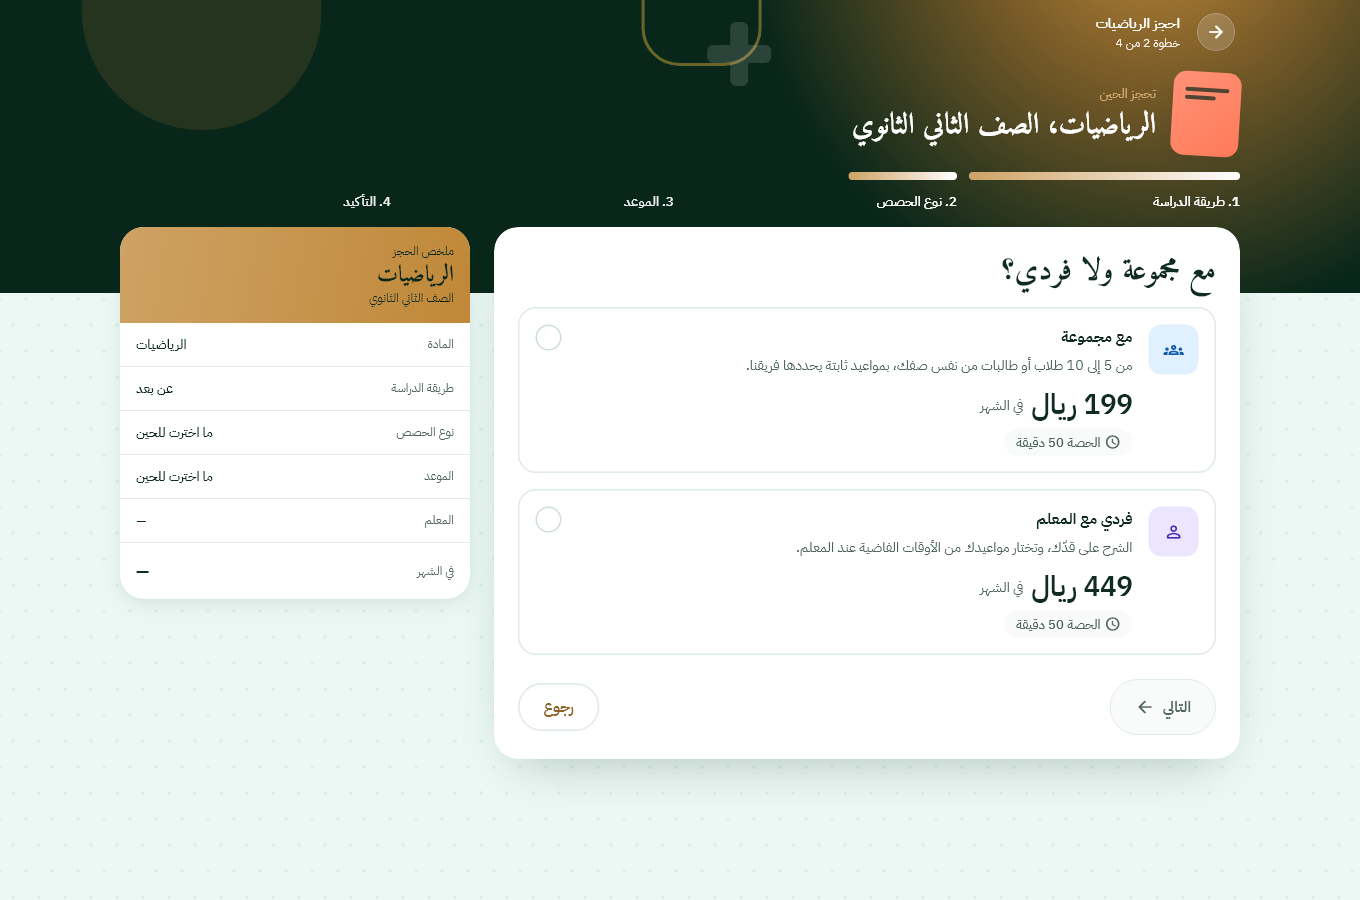 احجز الرياضيات
خطوة 2 من 4
تحجز الحين
الرياضيات، الصف الثاني الثانوي
1. طريقة الدراسة
2. نوع الحصص
3. الموعد
4. التأكيد
مع مجموعة ولا فردي؟
مع مجموعة
من 5 إلى 10 طلاب أو طالبات من نفس صفك، بمواعيد ثابتة يحددها فريقنا.
199 ريال في الشهر
الحصة 50 دقيقة
فردي مع المعلم
الشرح على قدّك، وتختار مواعيدك من الأوقات الفاضية عند المعلم.
449 ريال في الشهر
الحصة 50 دقيقة
التالي
رجوع
ملخص الحجز
الرياضيات
الصف الثاني الثانوي
المادة الرياضيات
طريقة الدراسة عن بعد
نوع الحصص ما اخترت للحين
الموعد ما اخترت للحين
المعلم –
في الشهر –